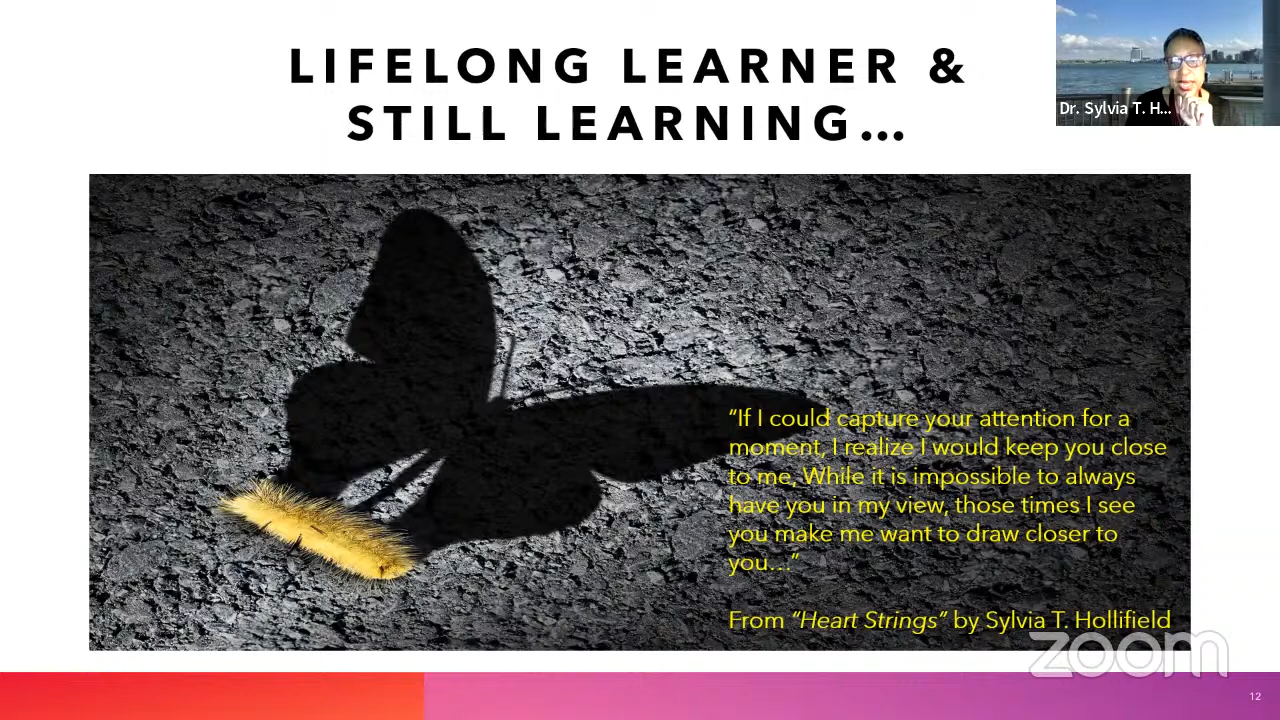 LIFELONG LEARNER &
STILL LEARNING...
Dr. Sylvia T. H...
“If I could capture your attention for a
moment, I realize I would keep you close
to me, While it is impossible to always
have you in my view, those times I see
you make me want to draw closer to
you…”
From “Heart Strings” by Sylvia T. Hollifield
zoom
12